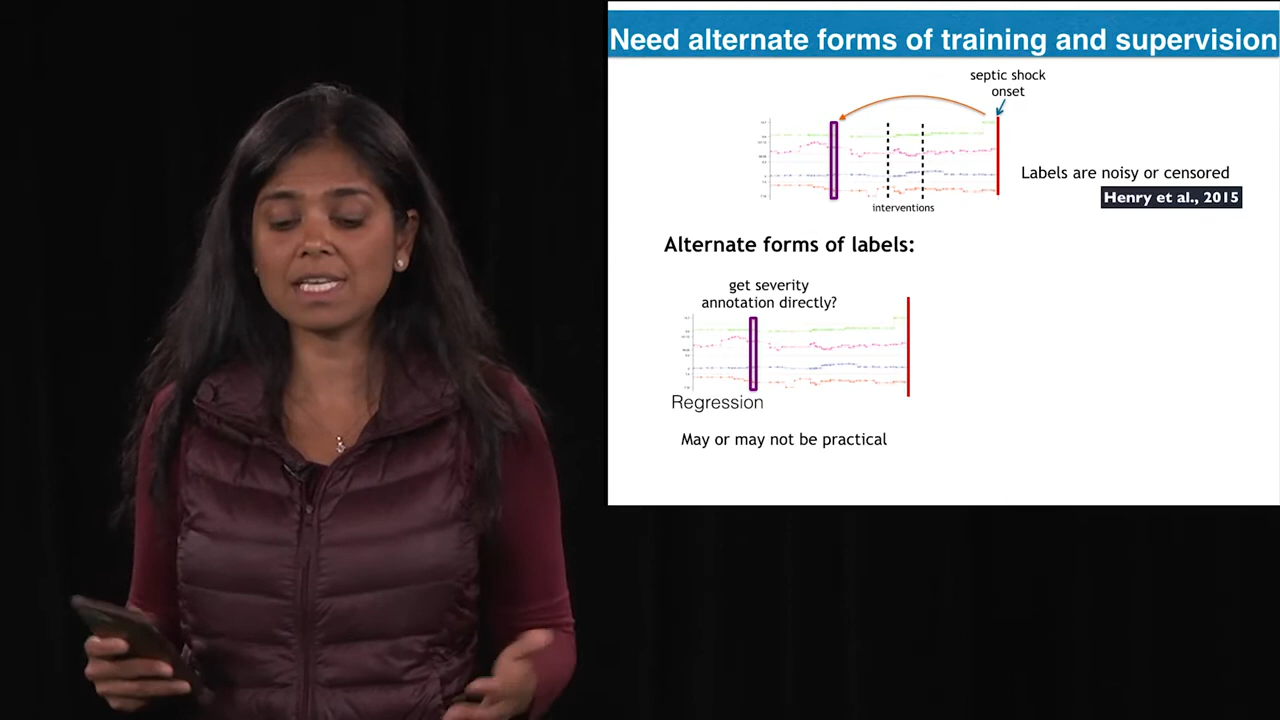 Need alternate forms of training and supervision
septic shock
onset
interventions
Labels are noisy or censored
Henry et al., 2015
Alternate forms of labels:
get severity
annotation directly?
Regression
May or may not be practical